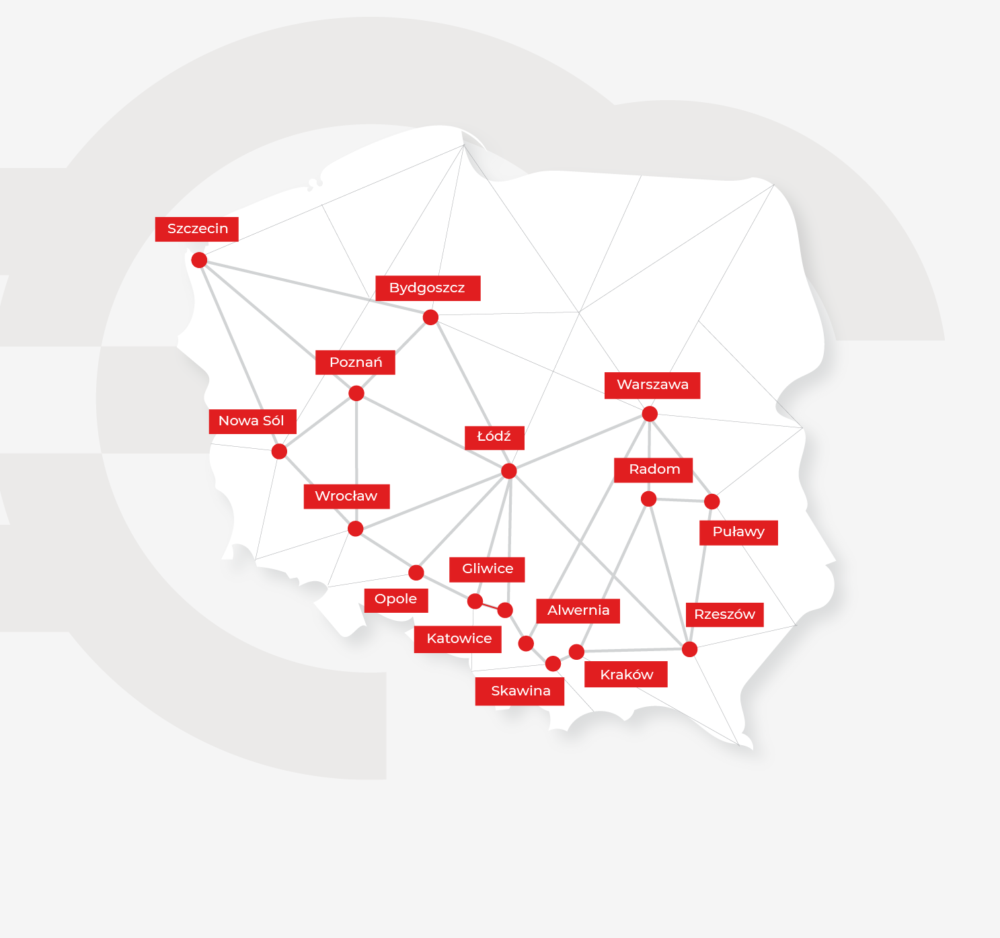 Szczecin
Bydgoszcz
Poznań
Warszawa
Nowa Sól
Łódź
Radom
Wrocław
Puławy
Gliwice
Opole
Alwernia
Rzeszów
Katowice
Kraków
Skawina